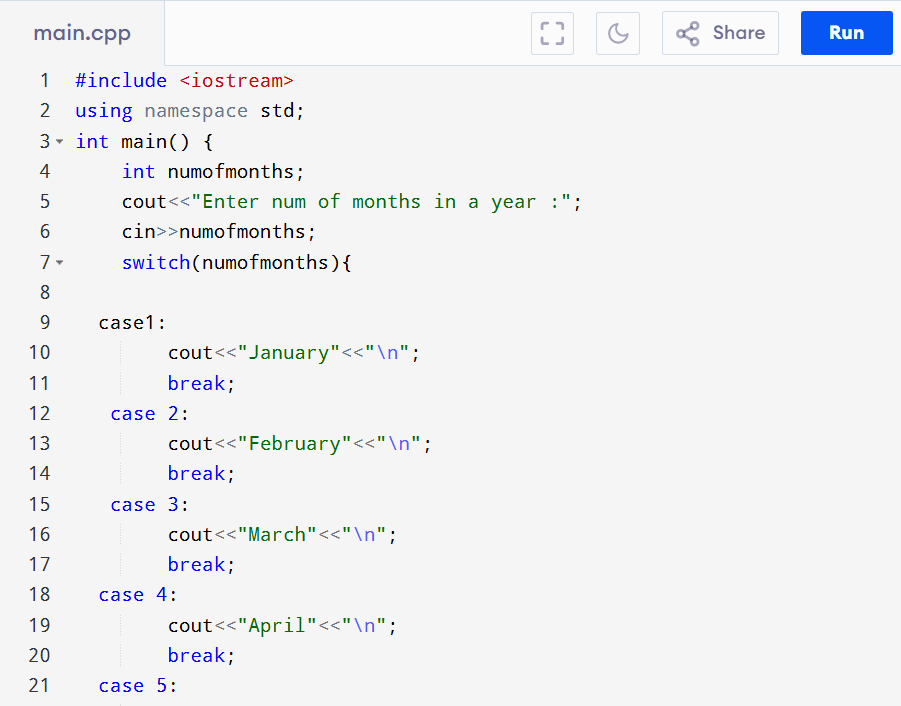 main.cpp
Share
Run
1 #include <iostream>
2 using namespace std;
3 int main() {
4 int numofmonths;
5 cout<<"Enter num of months in a year :";
6 cin>>numofmonths;
7 switch(numofmonths){
8
9 case1:
10 cout<<"January"<<"\n";
11 break;
12 case 2:
13 cout<<"February"<<"\n";
14 break;
15 case 3:
16 cout<<"March"<<"\n";
17 break;
18 case 4:
19 cout<<"April"<<"\n";
20 break;
21 case 5: